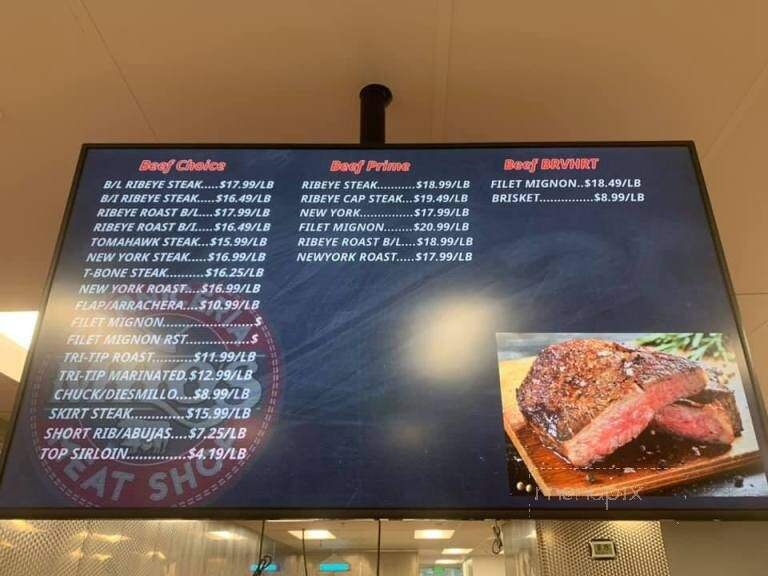 Beef Choice
B/L RIBEYE STEAK.....$17.99/LB
B/I RIBEYE STEAK.....$16.49/LB
RIBEYE ROAST B/L...$17.99/LB
RIBEYE ROAST B/I.....$16.49/LB
TOMAHAWK STEAK...$15.99/LB
NEW YORK STEAK.....$16.99/LB
T-BONE STEAK..........$16.25/LB
NEW YORK ROAST...$16.99/LB
FLAP/ARRACHERA....$10.99/LB
FILET MIGNON.........................$
FILET MIGNON RST.................$
TRI-TIP ROAST...........$11.99/LB
TRI-TIP MARINATED.$12.99/LB
CHUCK/DIESMILLO....$8.99/LB
SKIRT STEAK..............$15.99/LB
SHORT RIB/ABUJAS....$7.25/LB
TOP SIRLOIN...............$4.19/LB
EAT SHO
Beef Prime
RIBEYE STEAK...........$18.99/LB
RIBEYE CAP STEAK...$19.49/LB
NEW YORK................$17.99/LB
FILET MIGNON........$20.99/LB
RIBEYE ROAST B/L....$18.99/LB
NEWYORK ROAST.....$17.99/LB
Beef BRVHRT
FILET MIGNON..$18.49/LB
BRISKET...............$8.99/LB
menupix